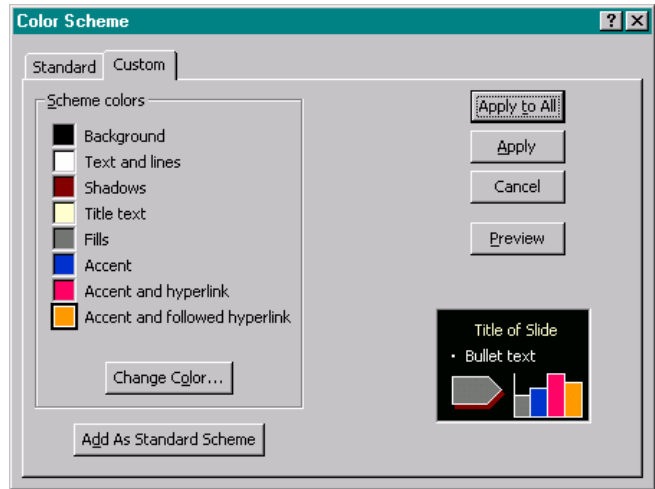 Color Scheme
Standard
Custom
Scheme colors
Background
Text and lines
Shadows
Title text
Fills
Accent
Accent and hyperlink
Accent and followed hyperlink
Change Color...
Add As Standard Scheme
Apply to All
Apply
Cancel
Preview
Title of Slide
• Bullet text